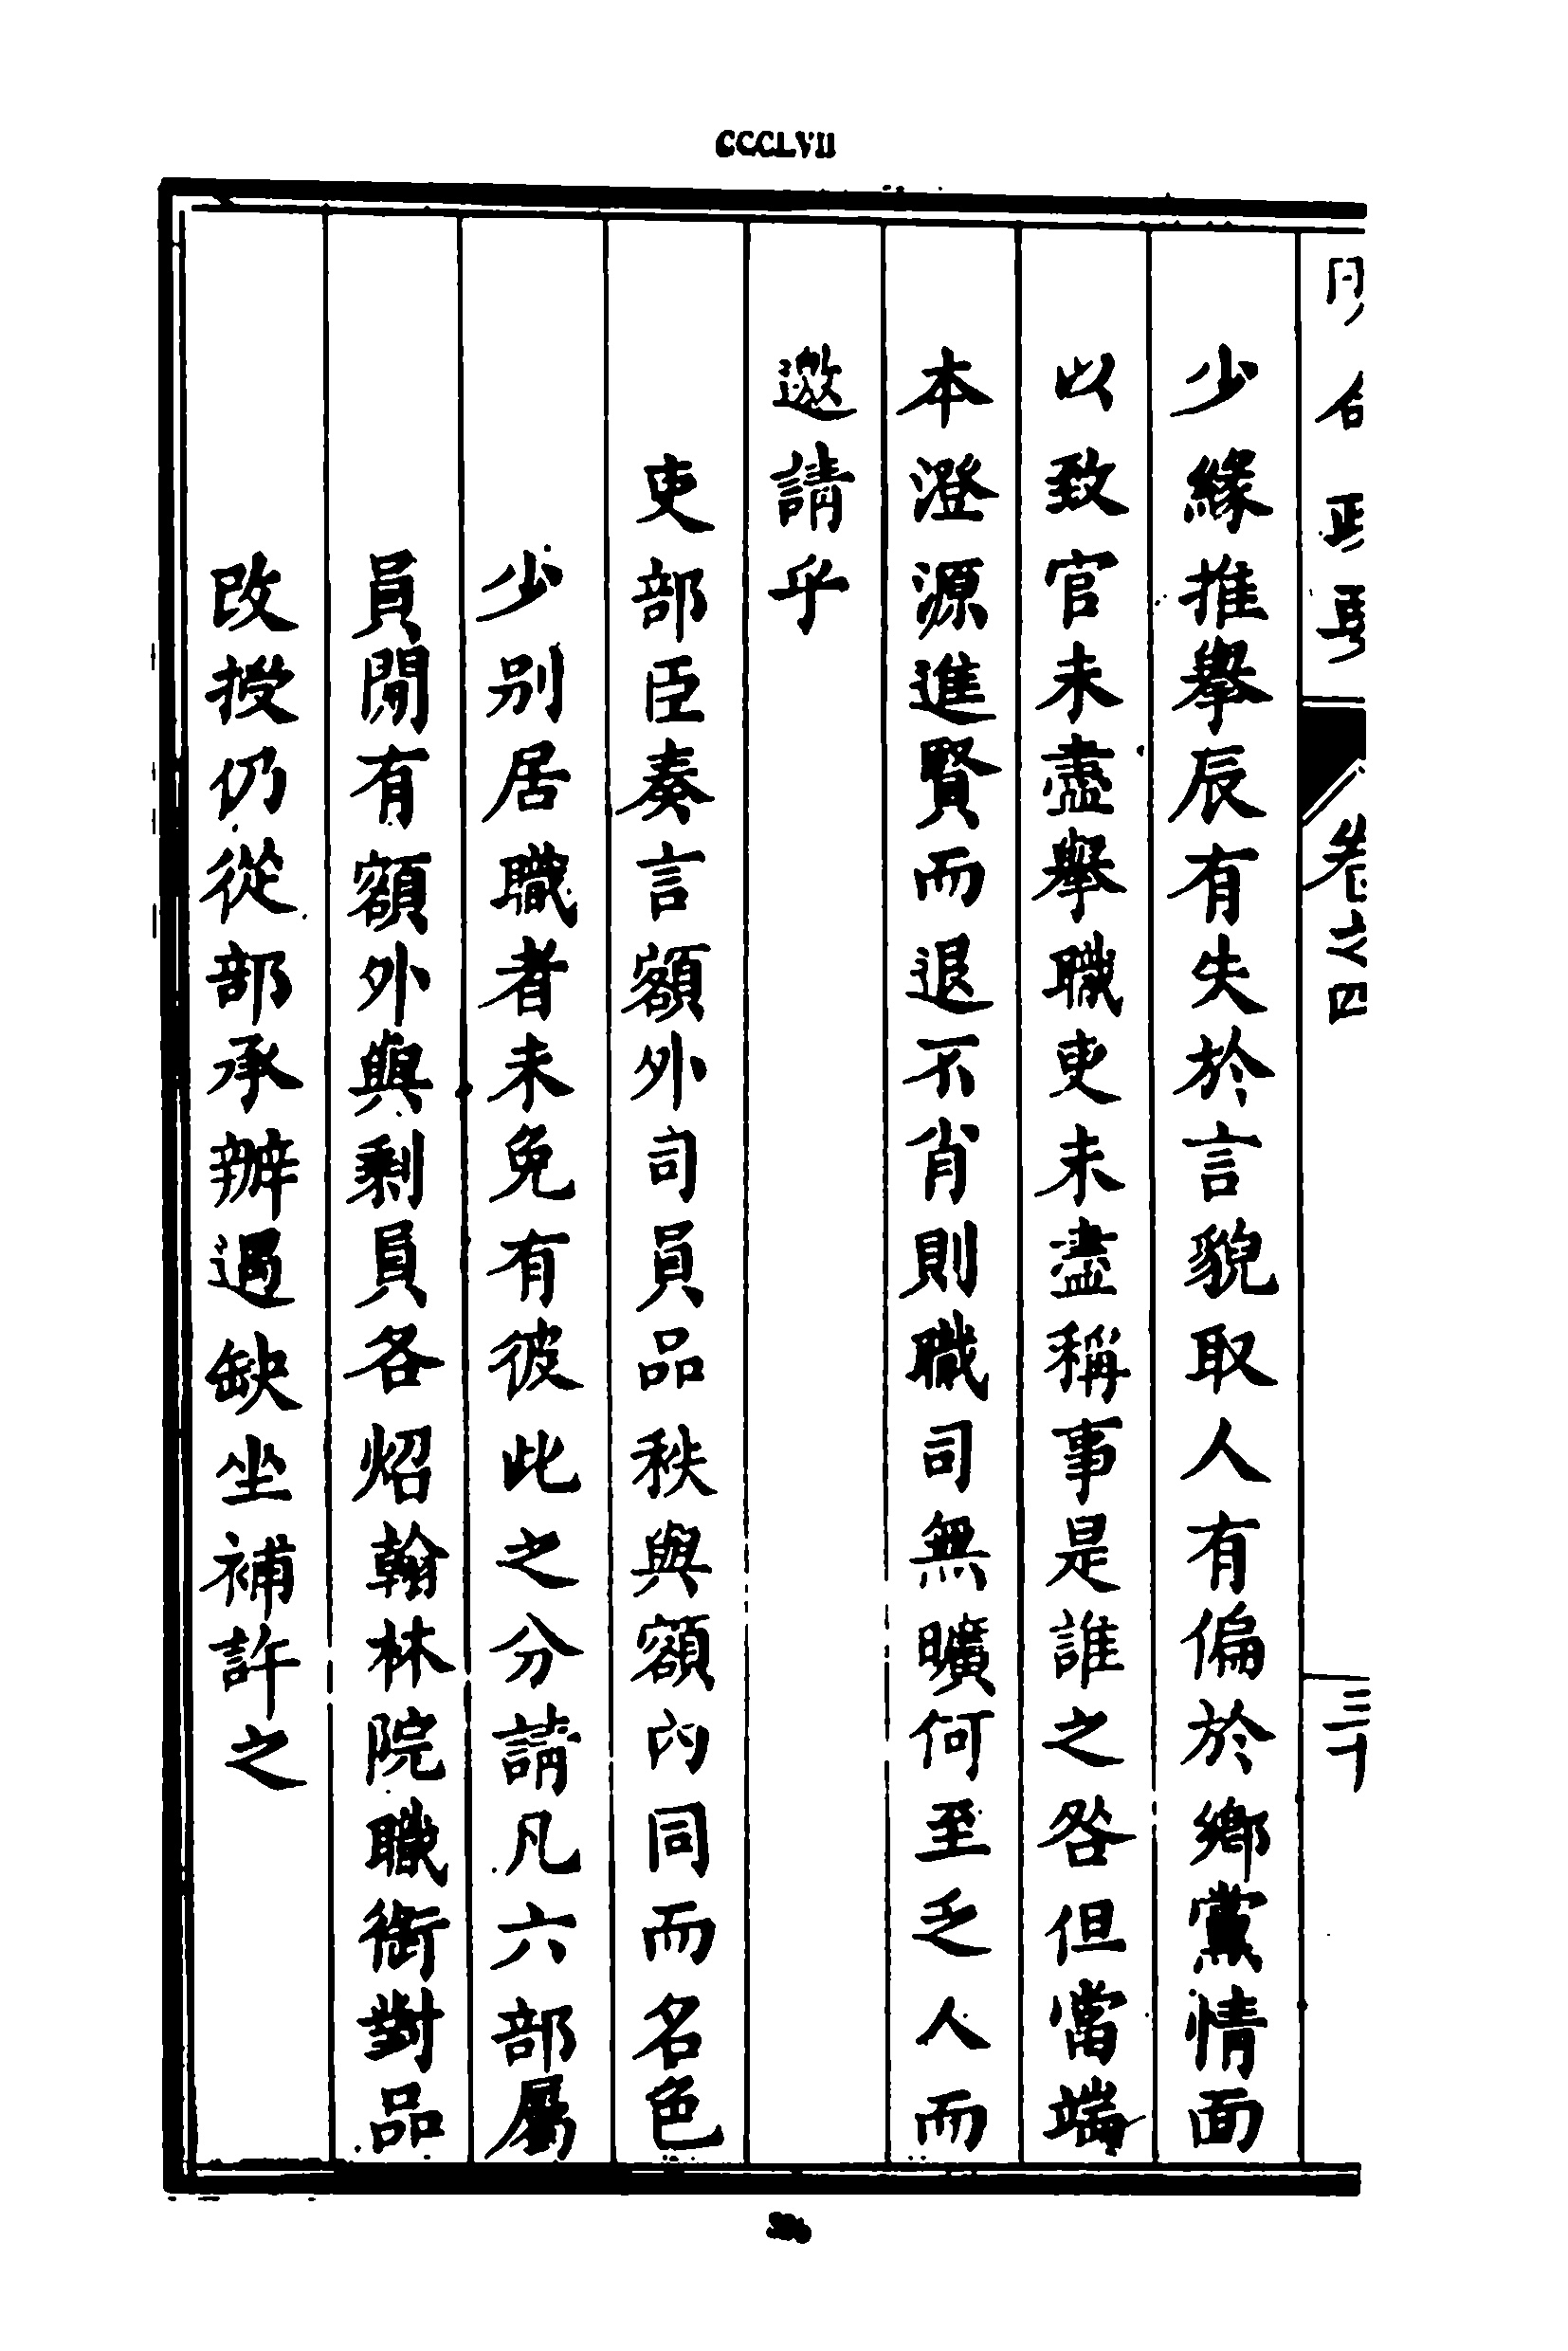 CCCLVII
明命政要
卷之四
三十
少緣推舉辰有失於言貌取人有偏於鄉黨情面
以致官未盡舉職吏未盡稱事是誰之咎但當端
本澄源進賢而退不肖則職司無曠何至乏人而
邀請乎
吏部臣奏言額外司員品秩與額內同而名色
少別居職者未免有彼此之分請凡六部屬
員閒有額外與剩員各炤翰林院職銜對品
改授仍從部承辦遇缺坐補許之